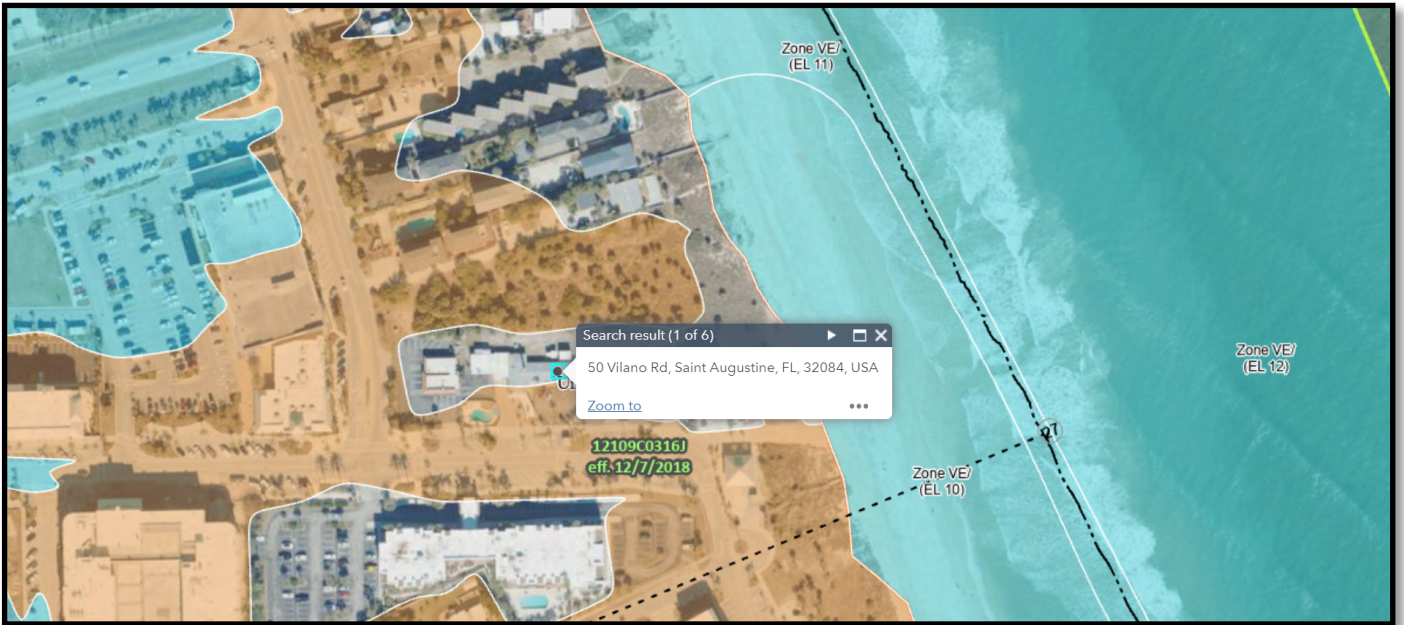 Zone VE/
(EL 11)
Search result (1 of 6)
50 Vilano Rd, Saint Augustine, FL, 32084, USA
Zoom to
Zone VE/
(EL 12)
27
12109C0316J
eff. 12/7/2018
Zone VE/
(EL 10)